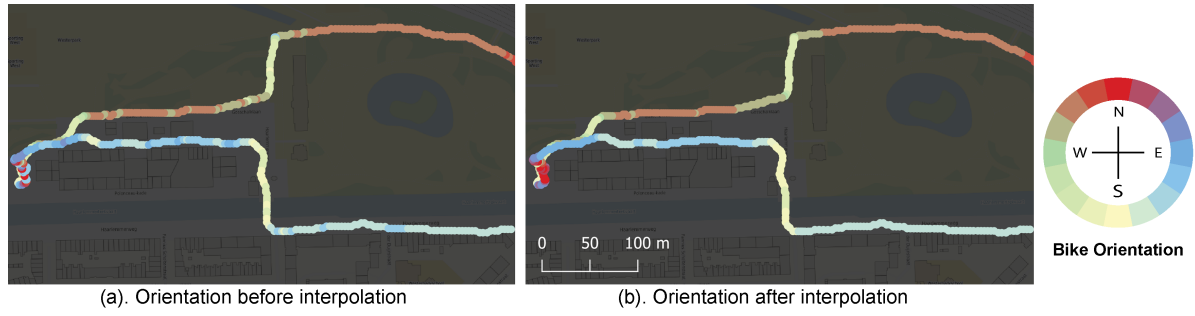 0 50 100 m
N
W E
S
Bike Orientation
(a). Orientation before interpolation
(b). Orientation after interpolation